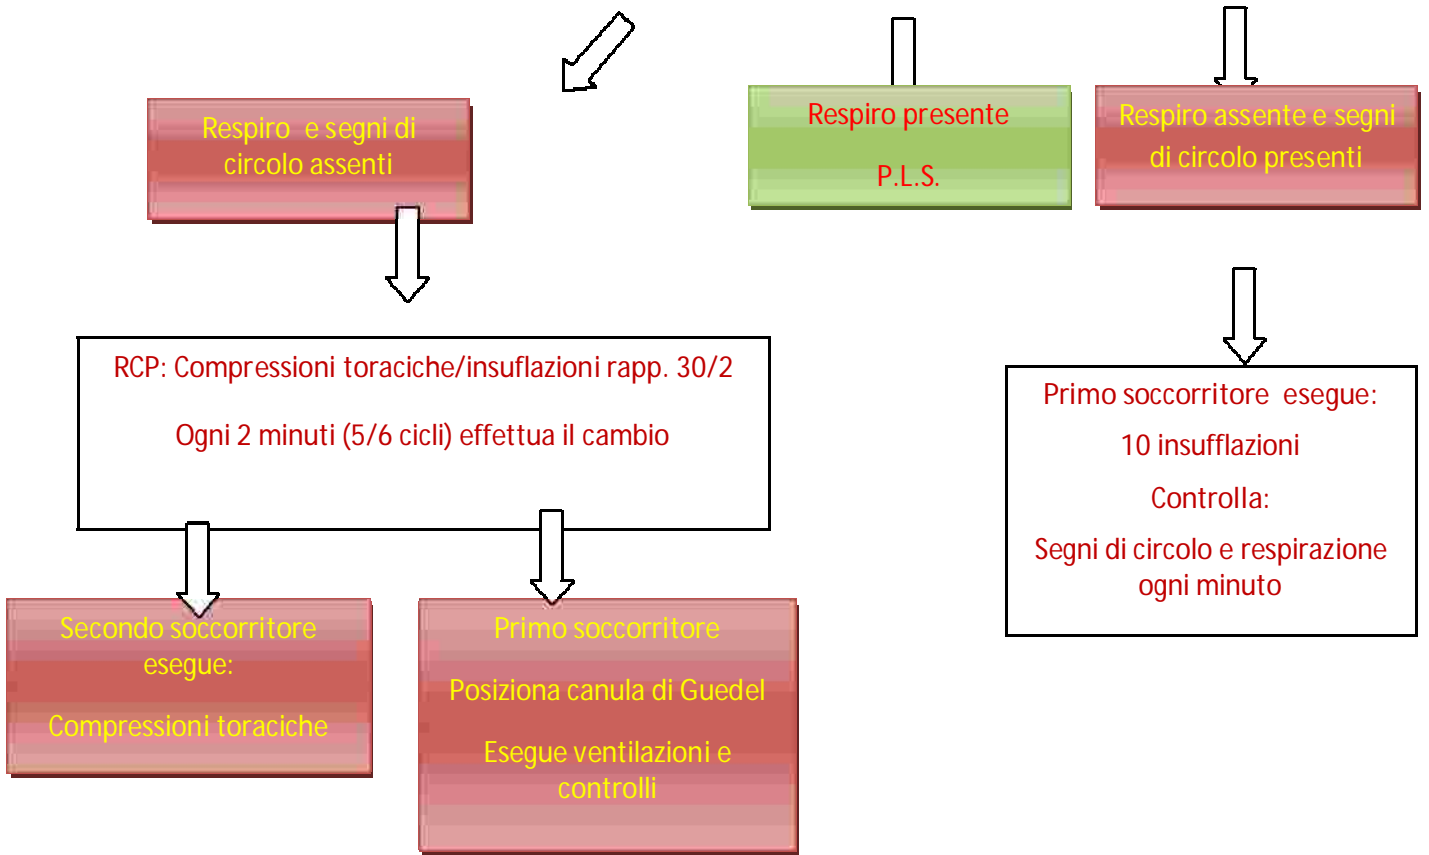 Respiro e segni di
circolo assenti
Respiro presente
P.L.S.
Respiro assente e segni
di circolo presenti
RCP: Compressioni toraciche/insuflazioni rapp. 30/2
Ogni 2 minuti (5/6 cicli) effettua il cambio
Primo soccorritore esegue:
10 insufflazioni
Controlla:
Segni di circolo e respirazione
ogni minuto
Secondo soccorritore
esegue:
Compressioni toraciche
Primo soccorritore
Posiziona canula di Guedel
Esegue ventilazioni e
controlli